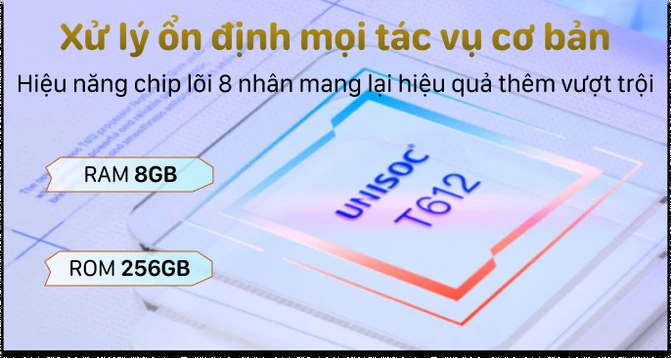 Xử lý ổn định mọi tác vụ cơ bản
Hiệu năng chip lõi 8 nhân mang lại hiệu quả thêm vượt trội
RAM 8GB
UNISOC
T612
ROM 256GB